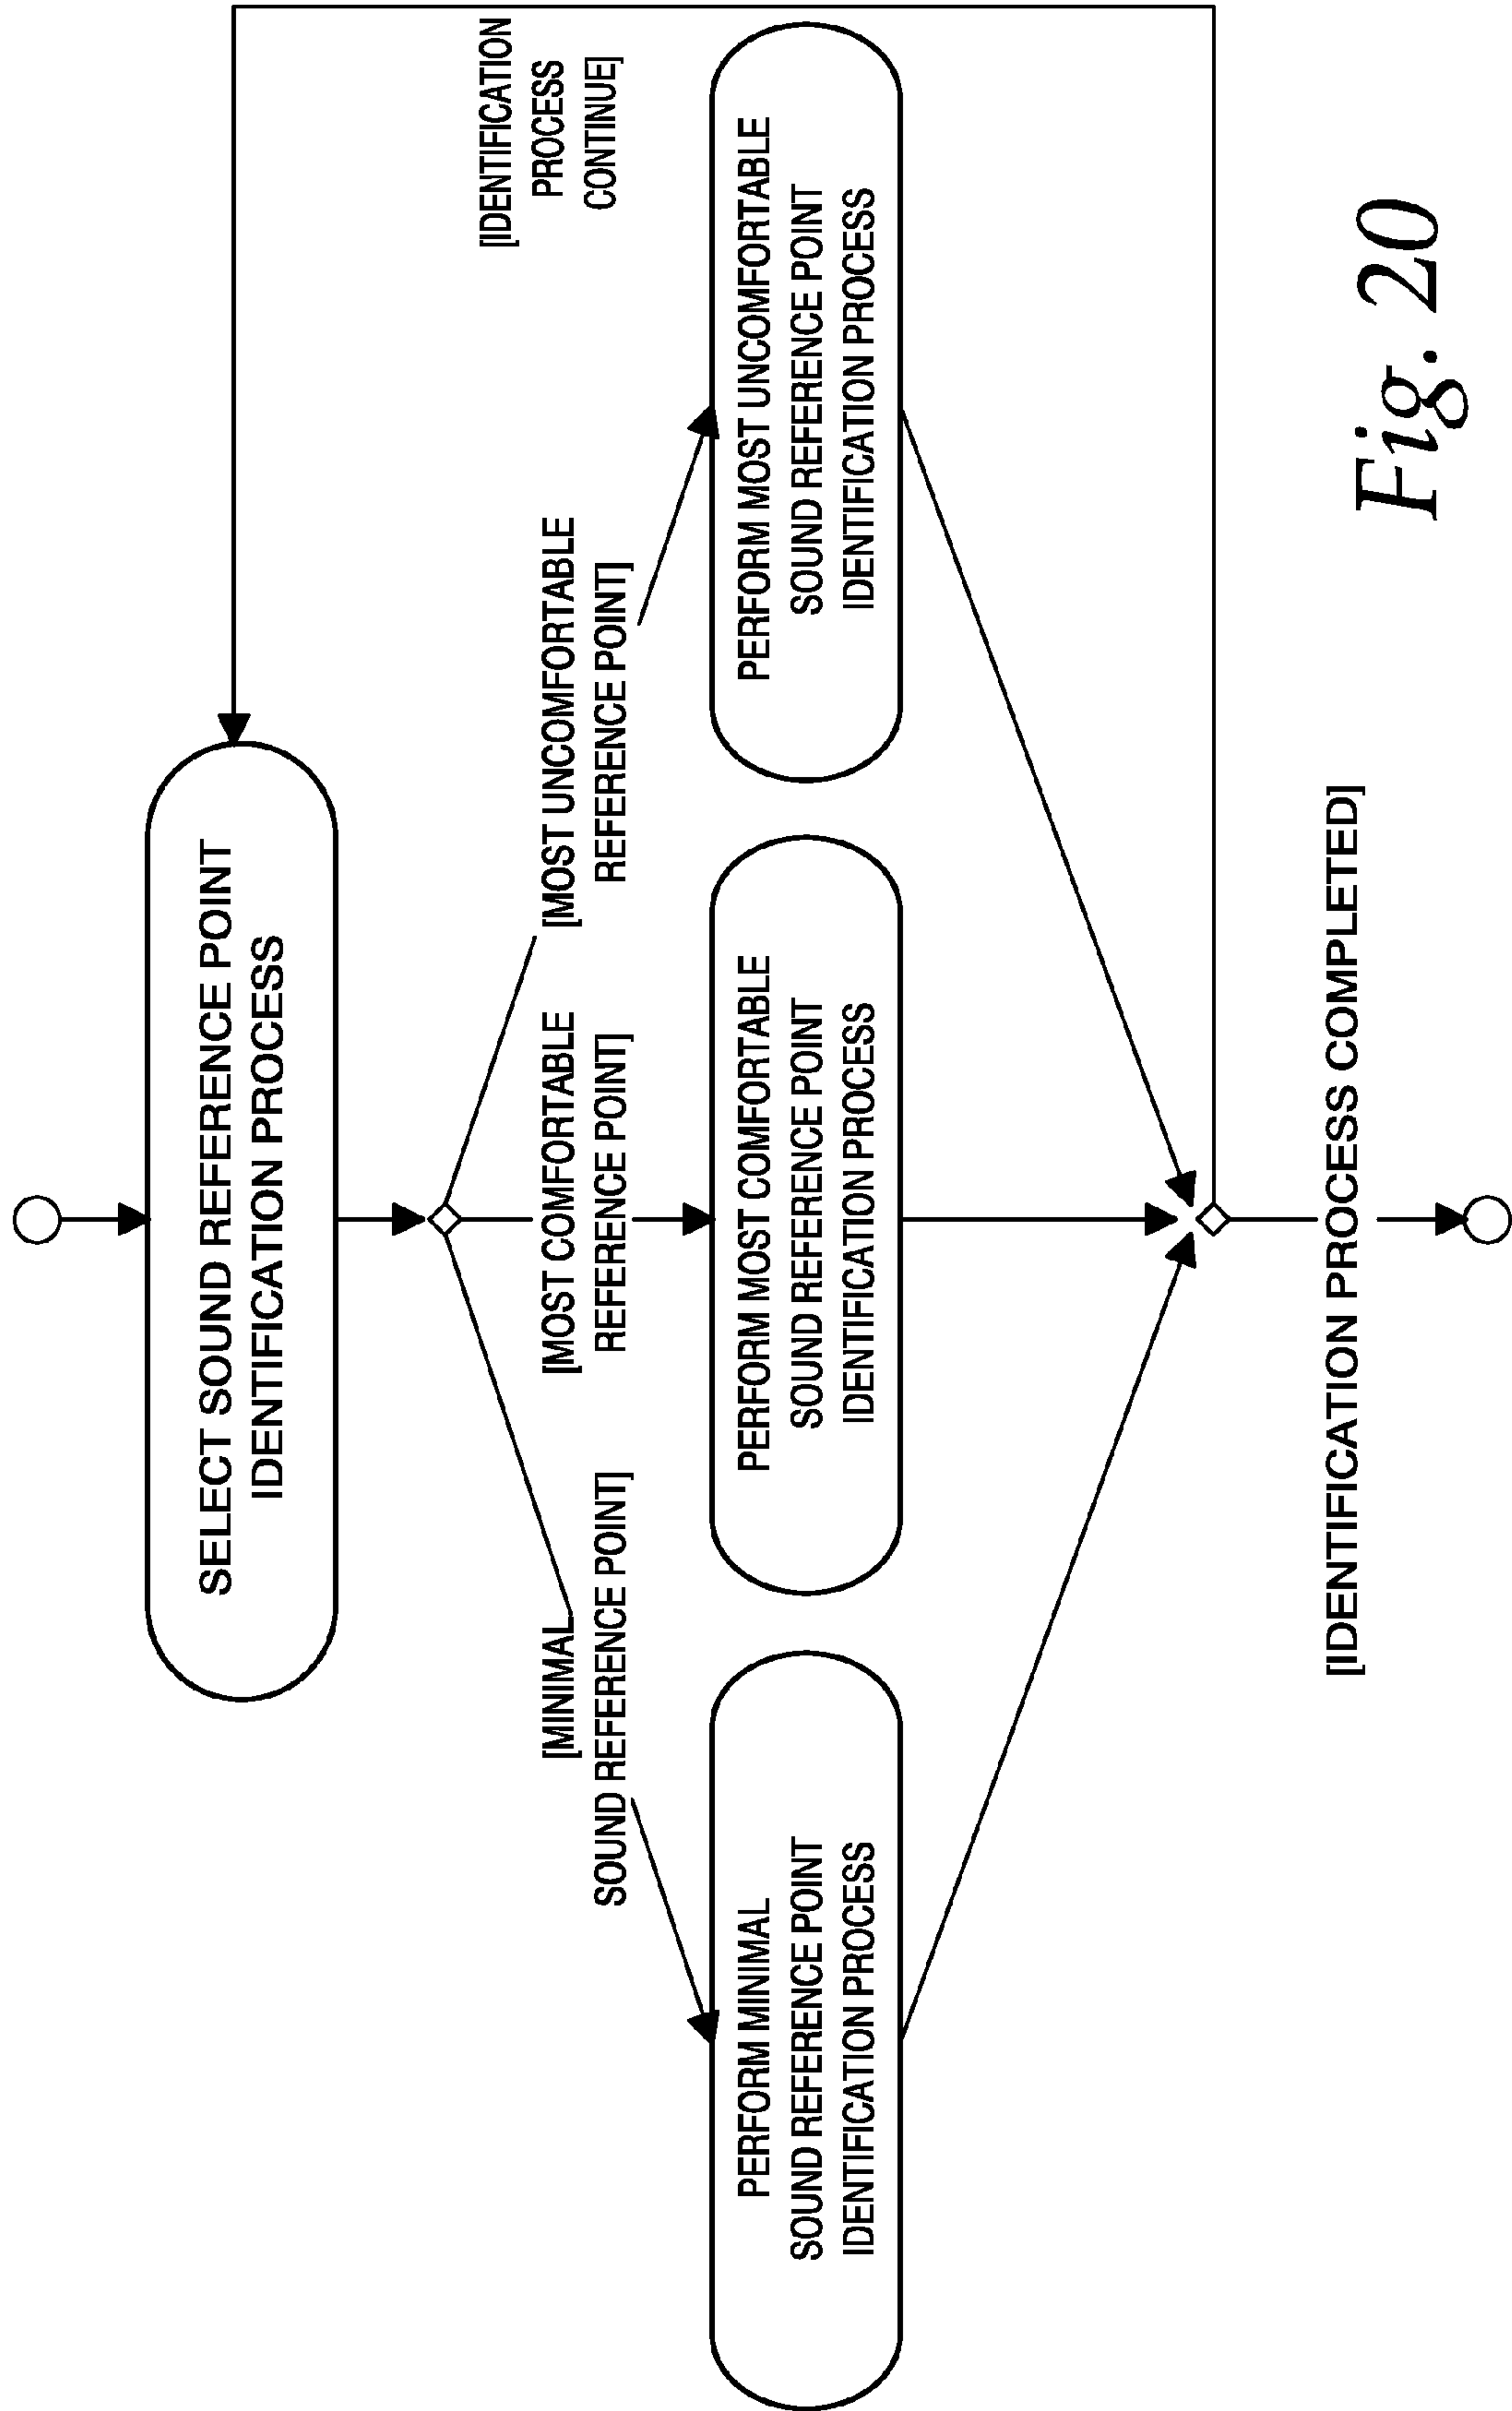 SELECT SOUND REFERENCE POINT
IDENTIFICATION PROCESS
[IDENTIFICATION
PROCESS
CONTINUE]
[MINIMAL
SOUND REFERENCE POINT]
[MOST COMFORTABLE
REFERENCE POINT]
[MOST UNCOMFORTABLE
REFERENCE POINT]
PERFORM MINIMAL
SOUND REFERENCE POINT
IDENTIFICATION PROCESS
PERFORM MOST COMFORTABLE
SOUND REFERENCE POINT
IDENTIFICATION PROCESS
PERFORM MOST UNCOMFORTABLE
SOUND REFERENCE POINT
IDENTIFICATION PROCESS
[IDENTIFICATION PROCESS COMPLETED]
Fig. 20